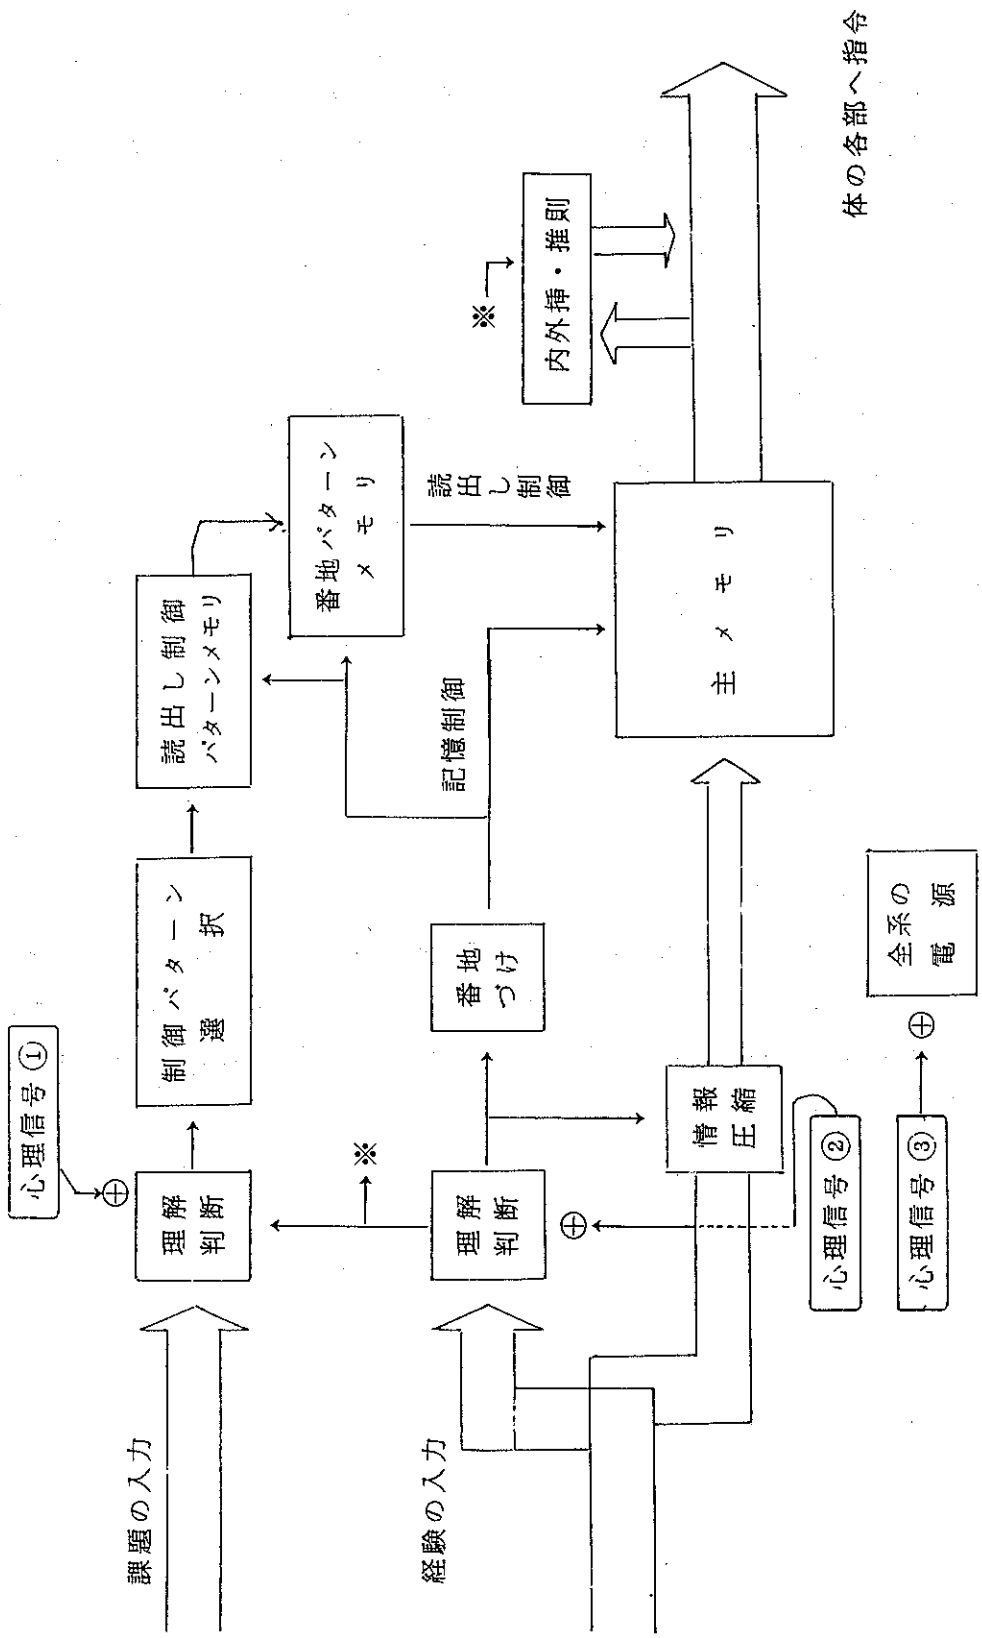 課題の入力
心理信号 ①
⊕
理解
判断
制御パターン
選択
読出し制御
パターンメモリ
番地パターン
メモリ
読出し制御
経験の入力
※
理解
判断
⊕
番地
づけ
記憶制御
情報
圧縮
主メモリ
※
内外挿・推則
体の各部へ指令
心理信号 ②
心理信号 ③
⊕
全系の
電源